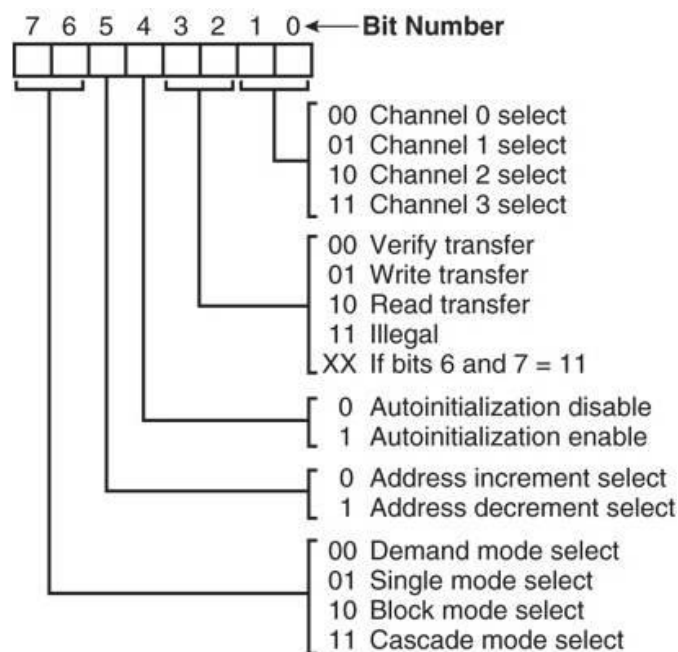 7 6 5 4 3 2 1 0 Bit Number
00 Channel 0 select
01 Channel 1 select
10 Channel 2 select
11 Channel 3 select
00 Verify transfer
01 Write transfer
10 Read transfer
11 Illegal
XX If bits 6 and 7 = 11
0 Autoinitialization disable
1 Autoinitialization enable
0 Address increment select
1 Address decrement select
00 Demand mode select
01 Single mode select
10 Block mode select
11 Cascade mode select